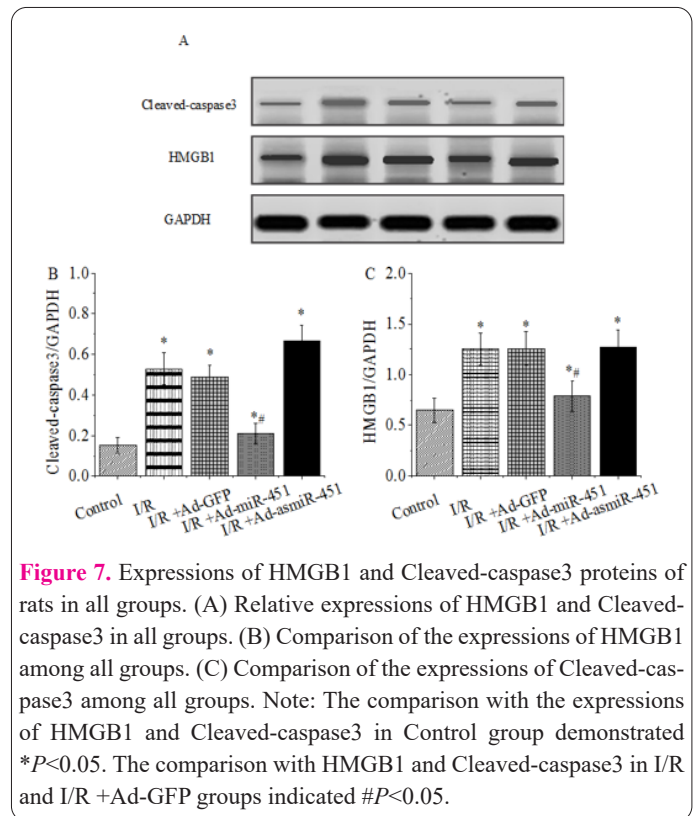 A
Cleaved-caspase3
HMGB1
GAPDH
B
Cleaved-caspase3/GAPDH
1.0
0.8
0.6
0.4
0.2
0.0
*
*
*#
*
Control
I/R
I/R +Ad-GFP
I/R +Ad-miR-451
I/R +Ad-asmiR-451
C
HMGB1/GAPDH
2.0
1.5
1.0
0.5
0.0
*
*
*#
*
Control
I/R
I/R +Ad-GFP
I/R +Ad-miR-451
I/R +Ad-asmiR-451
Figure 7. Expressions of HMGB1 and Cleaved-caspase3 proteins of
rats in all groups. (A) Relative expressions of HMGB1 and Cleaved-
caspase3 in all groups. (B) Comparison of the expressions of HMGB1
among all groups. (C) Comparison of the expressions of Cleaved-cas-
pase3 among all groups. Note: The comparison with the expressions
of HMGB1 and Cleaved-caspase3 in Control group demonstrated
*P<0.05. The comparison with HMGB1 and Cleaved-caspase3 in I/R
and I/R +Ad-GFP groups indicated #P<0.05.